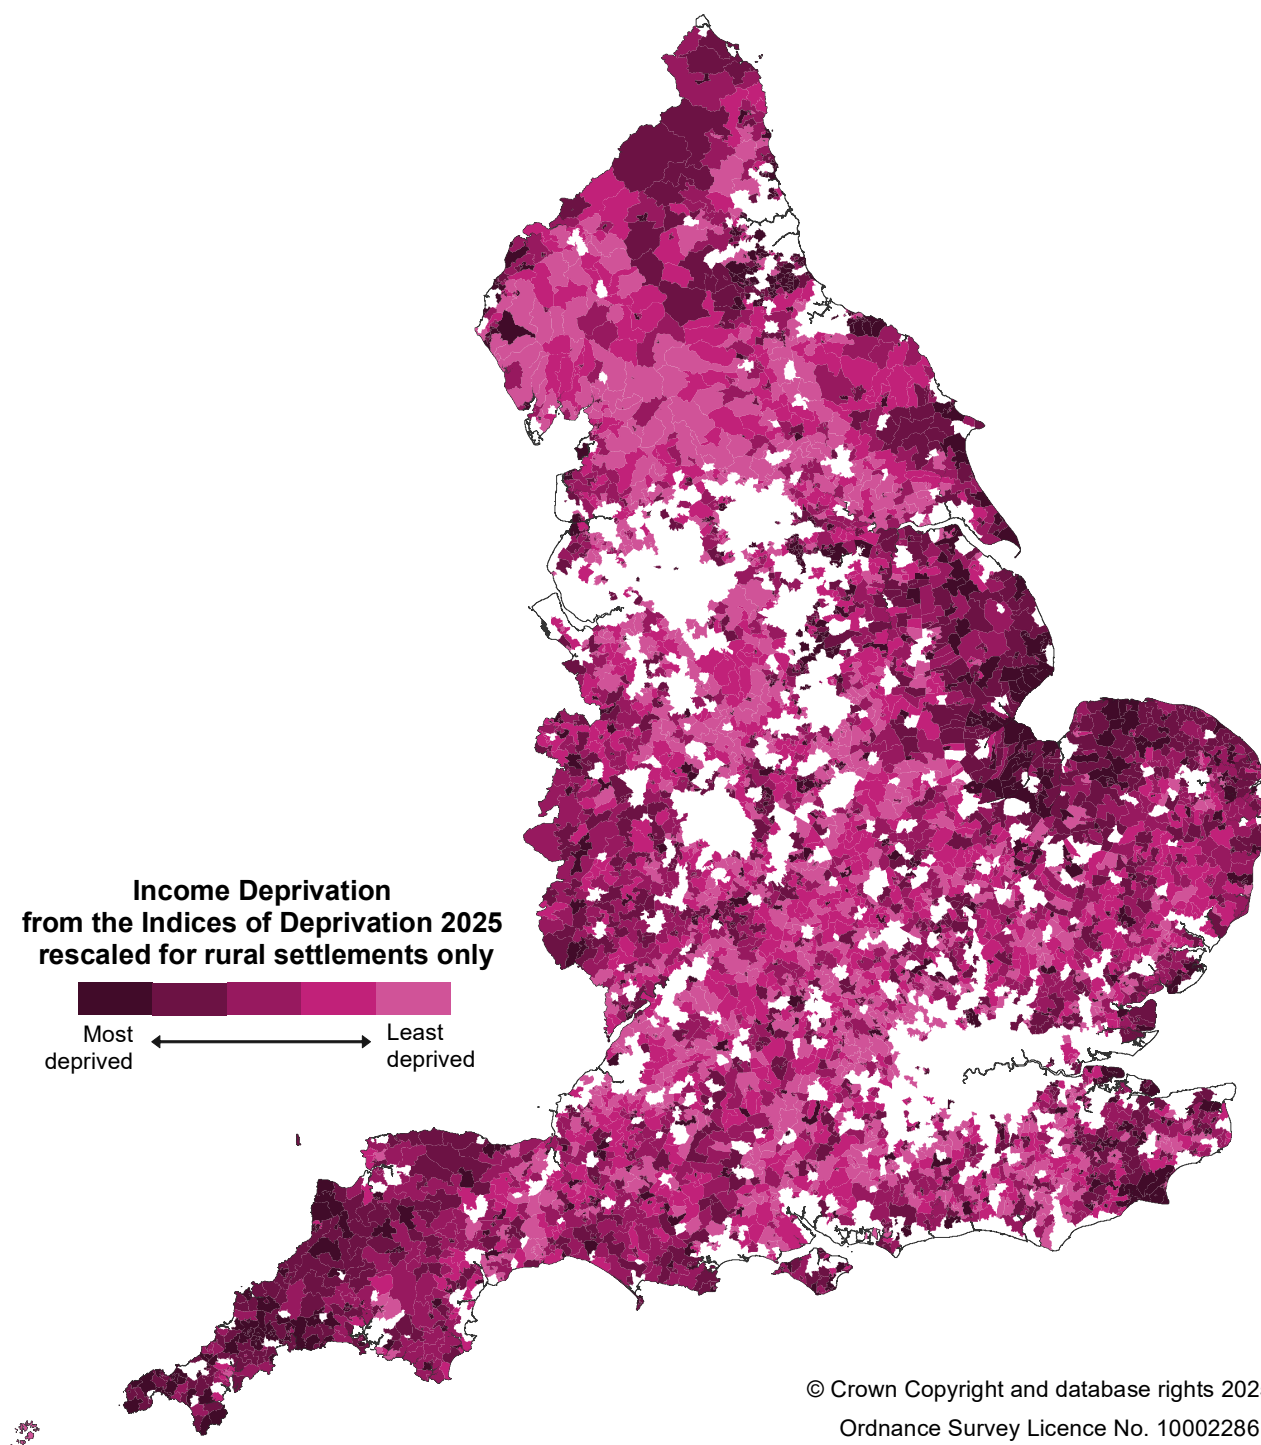 Income Deprivation
from the Indices of Deprivation 2025
rescaled for rural settlements only
Most
deprived
Least
deprived
© Crown Copyright and database rights 202
Ordnance Survey Licence No. 10002286